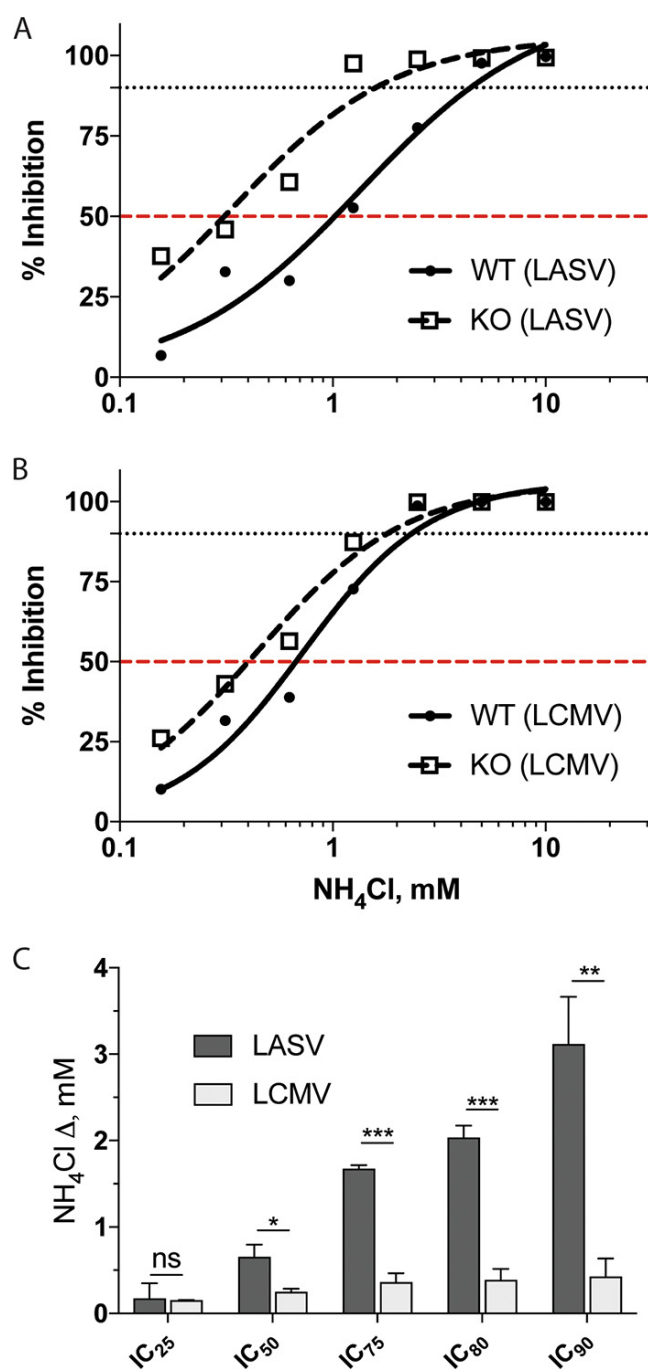 A
% Inhibition
100
75
50
25
0
WT (LASV)
KO (LASV)
0.1
1
10
B
% Inhibition
100
75
50
25
0
WT (LCMV)
KO (LCMV)
0.1
1
10
NH₄Cl, mM
C
NH₄Cl Δ, mM
4
3
2
1
0
LASV
LCMV
ns
*
***
***
**
IC₂₅
IC₅₀
IC₇₅
IC₈₀
IC₉₀